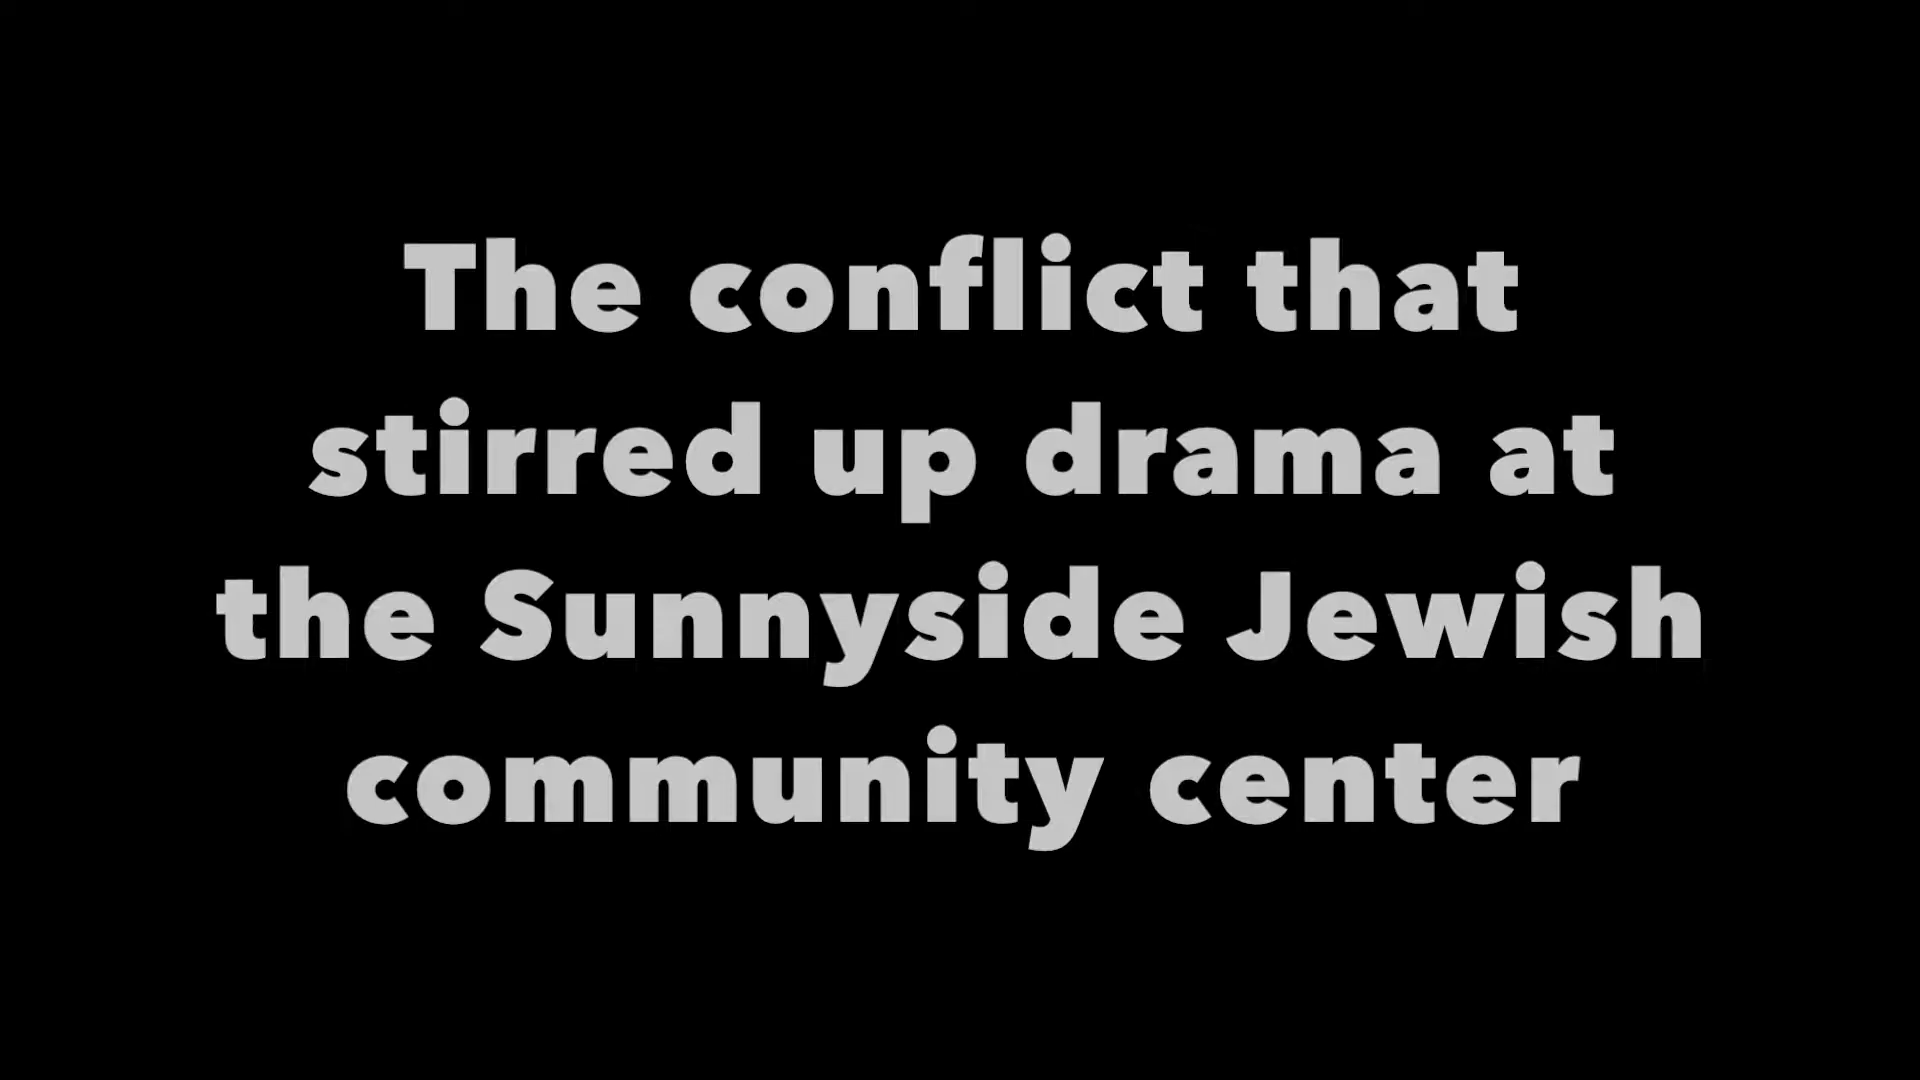 The conflict that
stirred up drama at
the Sunnyside Jewish
community center